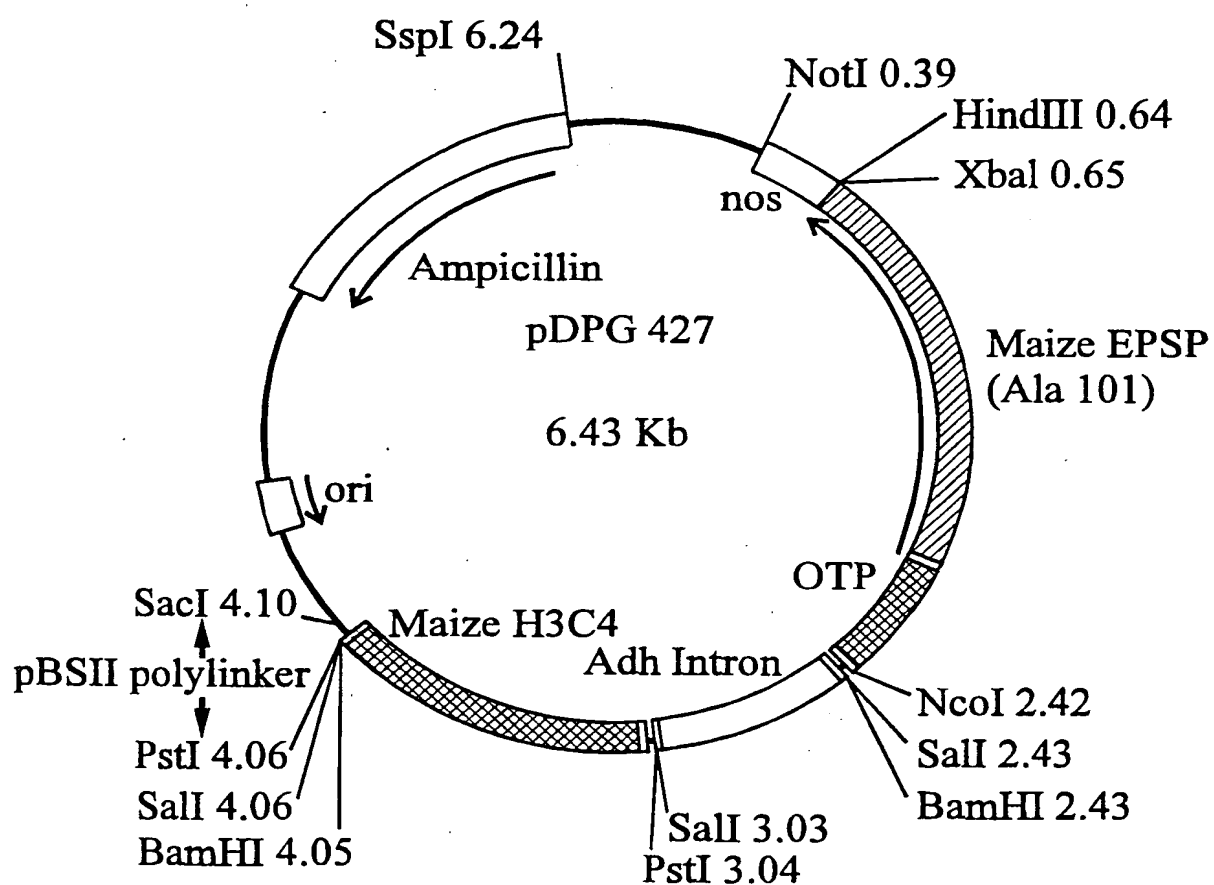 SspI 6.24
NotI 0.39
HindIII 0.64
Xbal 0.65
nos
Ampicillin
pDPG 427
6.43 Kb
Maize EPSP
(Ala 101)
ori
OTP
SacI 4.10
Maize H3C4
Adh Intron
pBSII polylinker
NcoI 2.42
PstI 4.06
SalI 2.43
SalI 4.06
BamHI 2.43
BamHI 4.05
SalI 3.03
PstI 3.04